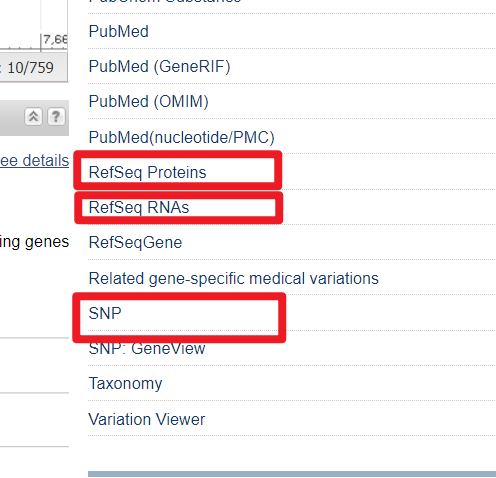 PubMed
7,66
: 10/759
PubMed (GeneRIF)
PubMed (OMIM)
PubMed(nucleotide/PMC)
ee details
RefSeq Proteins
RefSeq RNAs
ing genes
RefSeqGene
Related gene-specific medical variations
SNP
SNP: GeneView
Taxonomy
Variation Viewer